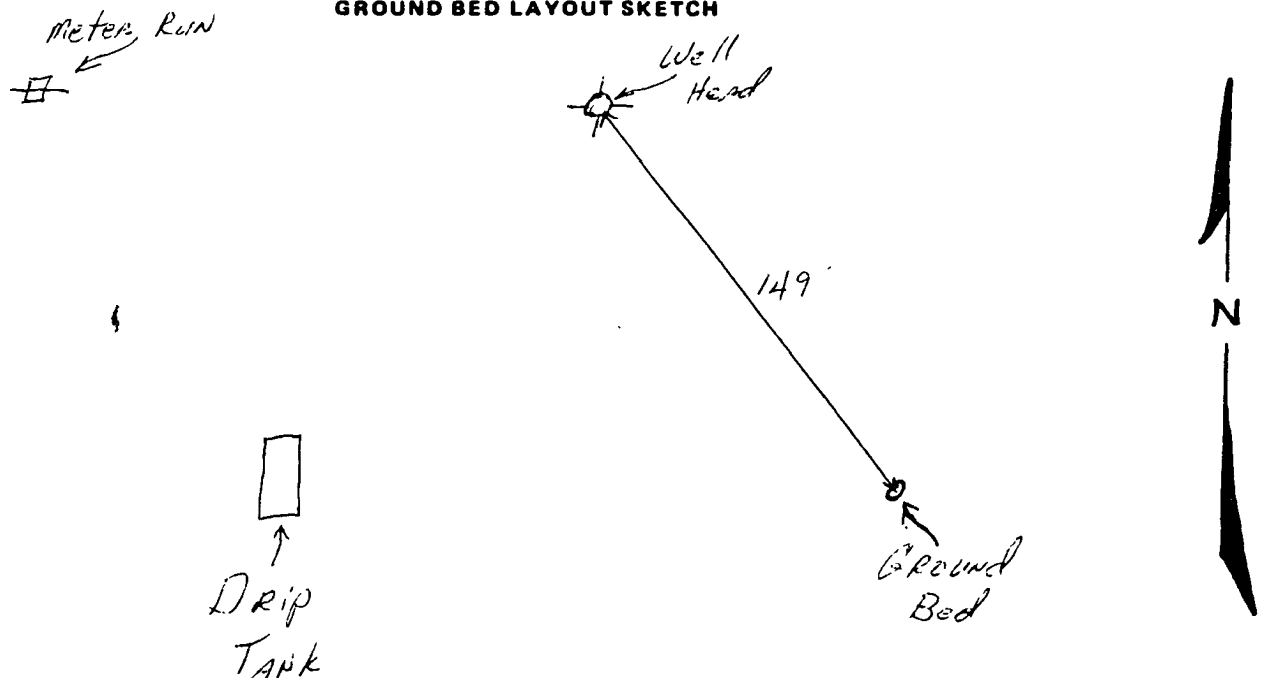 GROUND BED LAYOUT SKETCH
Meter Run
Well
Head
149'
N
Ground
Bed
Drip
Tank